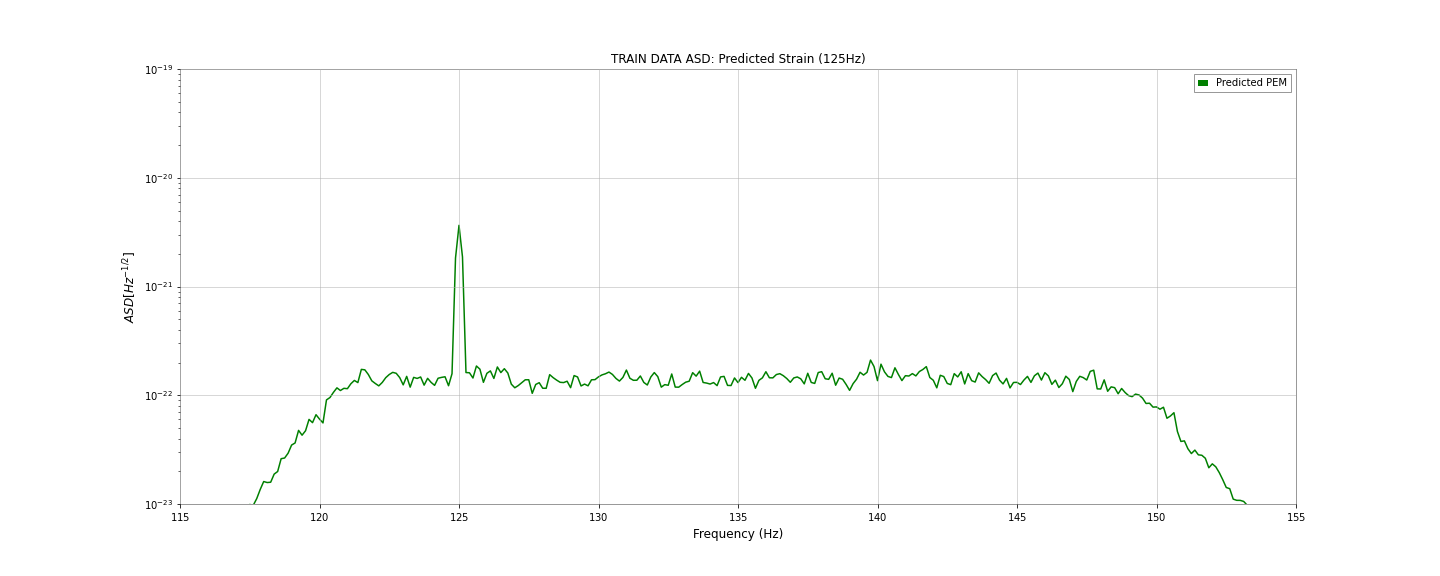 TRAIN DATA ASD: Predicted Strain (125Hz)
Predicted PEM
10⁻¹⁹
10⁻²⁰
10⁻²¹
10⁻²²
10⁻²³
ASD[Hz⁻¹/²]
115 120 125 130 135 140 145 150 155
Frequency (Hz)